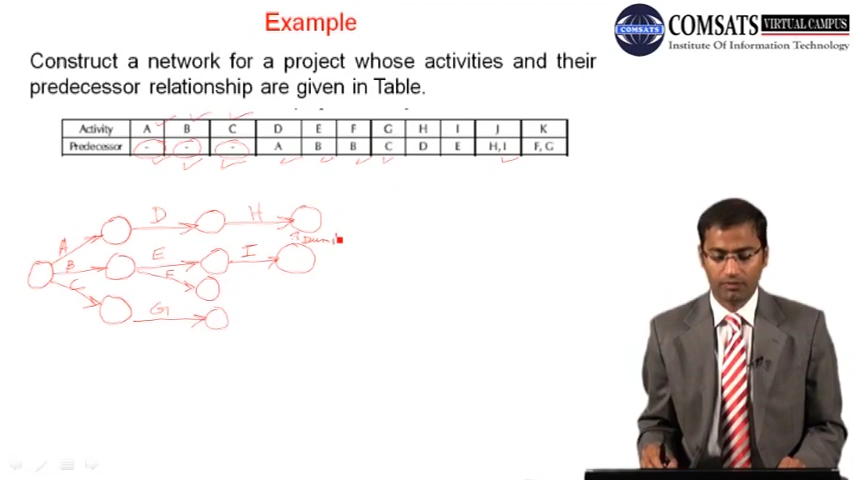 Example
COMSATS VIRTUAL CAMPUS
Institute Of Information Technology
Construct a network for a project whose activities and their
predecessor relationship are given in Table.
Activity A B C D E F G H I J K
Predecessor - - - A B B C D E H, I F, G
A D H
B E I
F
C G